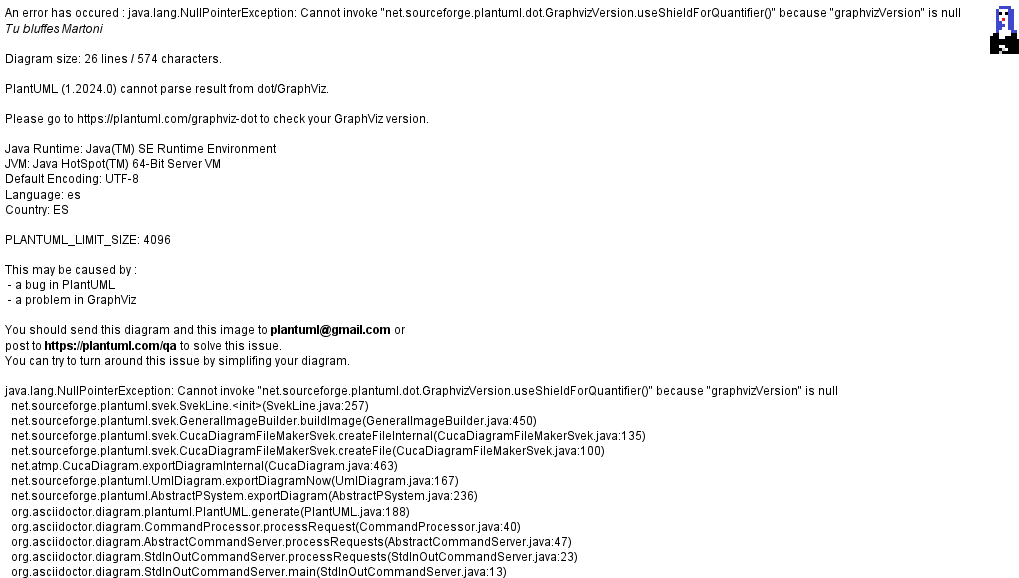 An error has occured : java.lang.NullPointerException: Cannot invoke "net.sourceforge.plantuml.dot.GraphvizVersion.useShieldForQuantifier()" because "graphvizVersion" is null
Tu bluffes Martoni
Diagram size: 26 lines / 574 characters.
PlantUML (1.2024.0) cannot parse result from dot/GraphViz.
Please go to https://plantuml.com/graphviz-dot to check your GraphViz version.
Java Runtime: Java(TM) SE Runtime Environment
JVM: Java HotSpot(TM) 64-Bit Server VM
Default Encoding: UTF-8
Language: es
Country: ES
PLANTUML_LIMIT_SIZE: 4096
This may be caused by :
- a bug in PlantUML
- a problem in GraphViz
You should send this diagram and this image to plantuml@gmail.com or
post to https://plantuml.com/qa to solve this issue.
You can try to turn around this issue by simplifing your diagram.
java.lang.NullPointerException: Cannot invoke "net.sourceforge.plantuml.dot.GraphvizVersion.useShieldForQuantifier()" because "graphvizVersion" is null
net.sourceforge.plantuml.svek.SvekLine.<init>(SvekLine.java:257)
net.sourceforge.plantuml.svek.GeneralImageBuilder.buildImage(GeneralImageBuilder.java:450)
net.sourceforge.plantuml.svek.CucaDiagramFileMakerSvek.createFileInternal(CucaDiagramFileMakerSvek.java:135)
net.sourceforge.plantuml.svek.CucaDiagramFileMakerSvek.createFile(CucaDiagramFileMakerSvek.java:100)
net.atmp.CucaDiagram.exportDiagramInternal(CucaDiagram.java:463)
net.sourceforge.plantuml.UmlDiagram.exportDiagramNow(UmlDiagram.java:167)
net.sourceforge.plantuml.AbstractPSystem.exportDiagram(AbstractPSystem.java:236)
org.asciidoctor.diagram.plantuml.PlantUML.generate(PlantUML.java:188)
org.asciidoctor.diagram.CommandProcessor.processRequest(CommandProcessor.java:40)
org.asciidoctor.diagram.AbstractCommandServer.processRequests(AbstractCommandServer.java:47)
org.asciidoctor.diagram.StdInOutCommandServer.processRequests(StdInOutCommandServer.java:23)
org.asciidoctor.diagram.StdInOutCommandServer.main(StdInOutCommandServer.java:13)